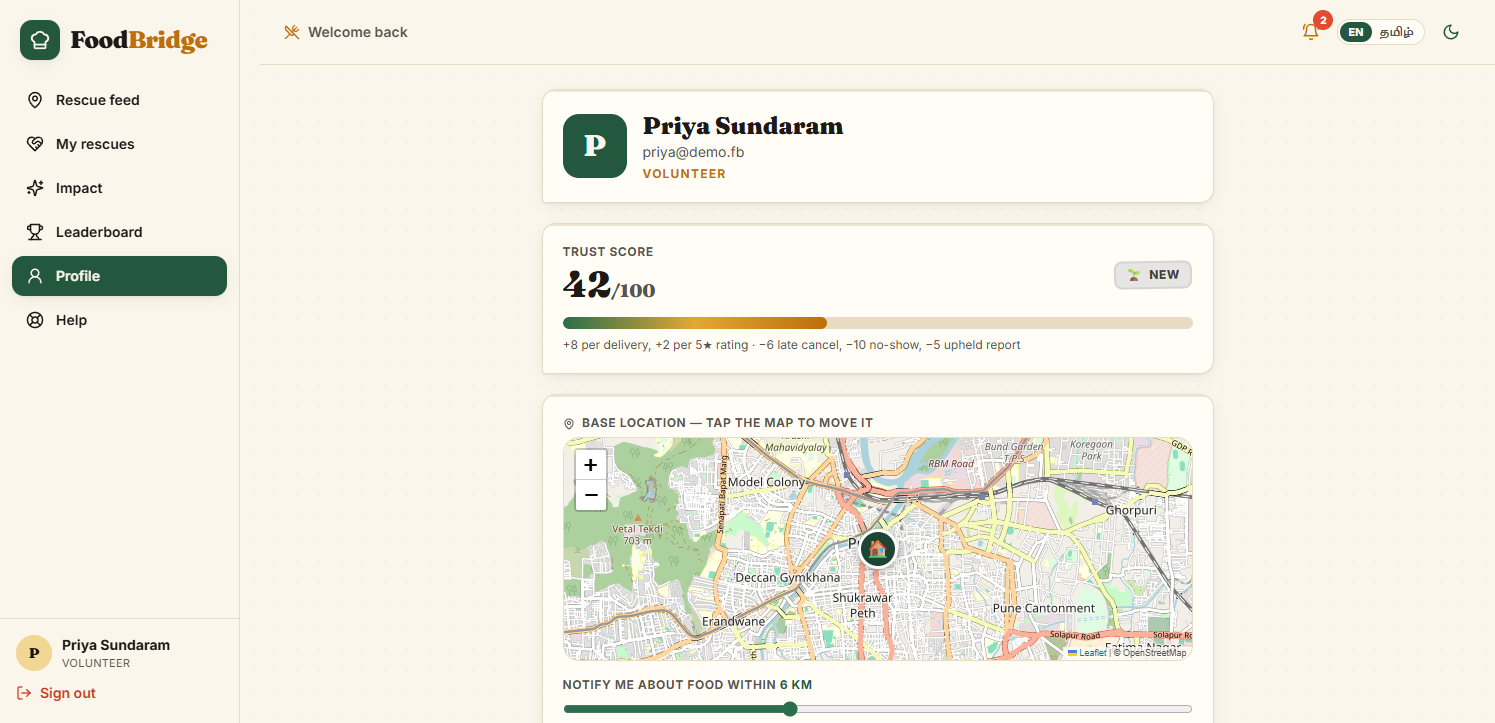 FoodBridge
Welcome back
2
EN
தமிழ்
Rescue feed
My rescues
Impact
Leaderboard
Profile
Help
P
Priya Sundaram
priya@demo.fb
VOLUNTEER
TRUST SCORE
42/100
NEW
+8 per delivery, +2 per 5★ rating · −6 late cancel, −10 no-show, −5 upheld report
BASE LOCATION — TAP THE MAP TO MOVE IT
+
−
Mahavidyalay
Bund Garden
T.P.S.
Koregaon
Park
RBM Road
Model Colony
Senapati Bapat Marg
Ghorpuri
Vetal Tekdi
703 m
Deccan Gymkhana
Shukrawar
Peth
Pune Cantonment
Erandwane
Solapur Road
Leaflet | © OpenStreetMap
NOTIFY ME ABOUT FOOD WITHIN 6 KM
P
Priya Sundaram
VOLUNTEER
Sign out